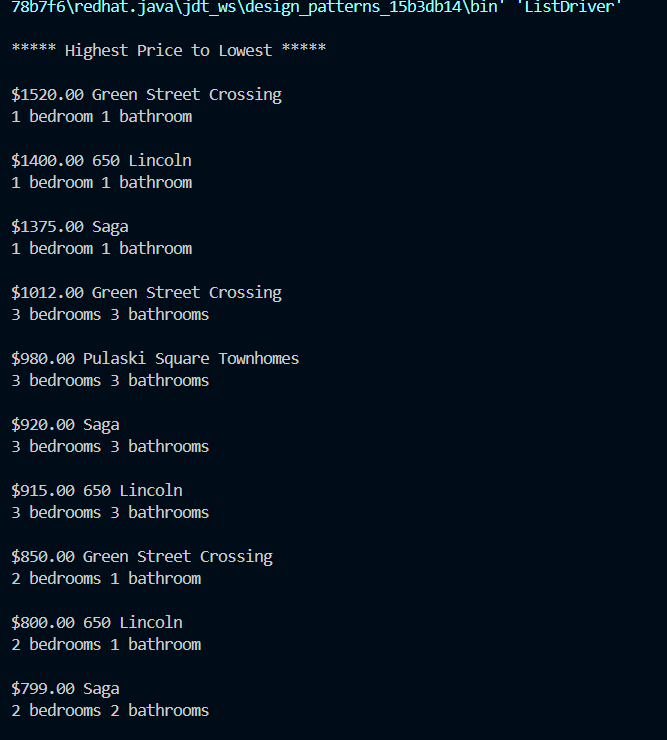 78b7f6\redhat.java\jdt_ws\design_patterns_15b3db14\bin' 'ListDriver'
***** Highest Price to Lowest *****
$1520.00 Green Street Crossing
1 bedroom 1 bathroom
$1400.00 650 Lincoln
1 bedroom 1 bathroom
$1375.00 Saga
1 bedroom 1 bathroom
$1012.00 Green Street Crossing
3 bedrooms 3 bathrooms
$980.00 Pulaski Square Townhomes
3 bedrooms 3 bathrooms
$920.00 Saga
3 bedrooms 3 bathrooms
$915.00 650 Lincoln
3 bedrooms 3 bathrooms
$850.00 Green Street Crossing
2 bedrooms 1 bathroom
$800.00 650 Lincoln
2 bedrooms 1 bathroom
$799.00 Saga
2 bedrooms 2 bathrooms